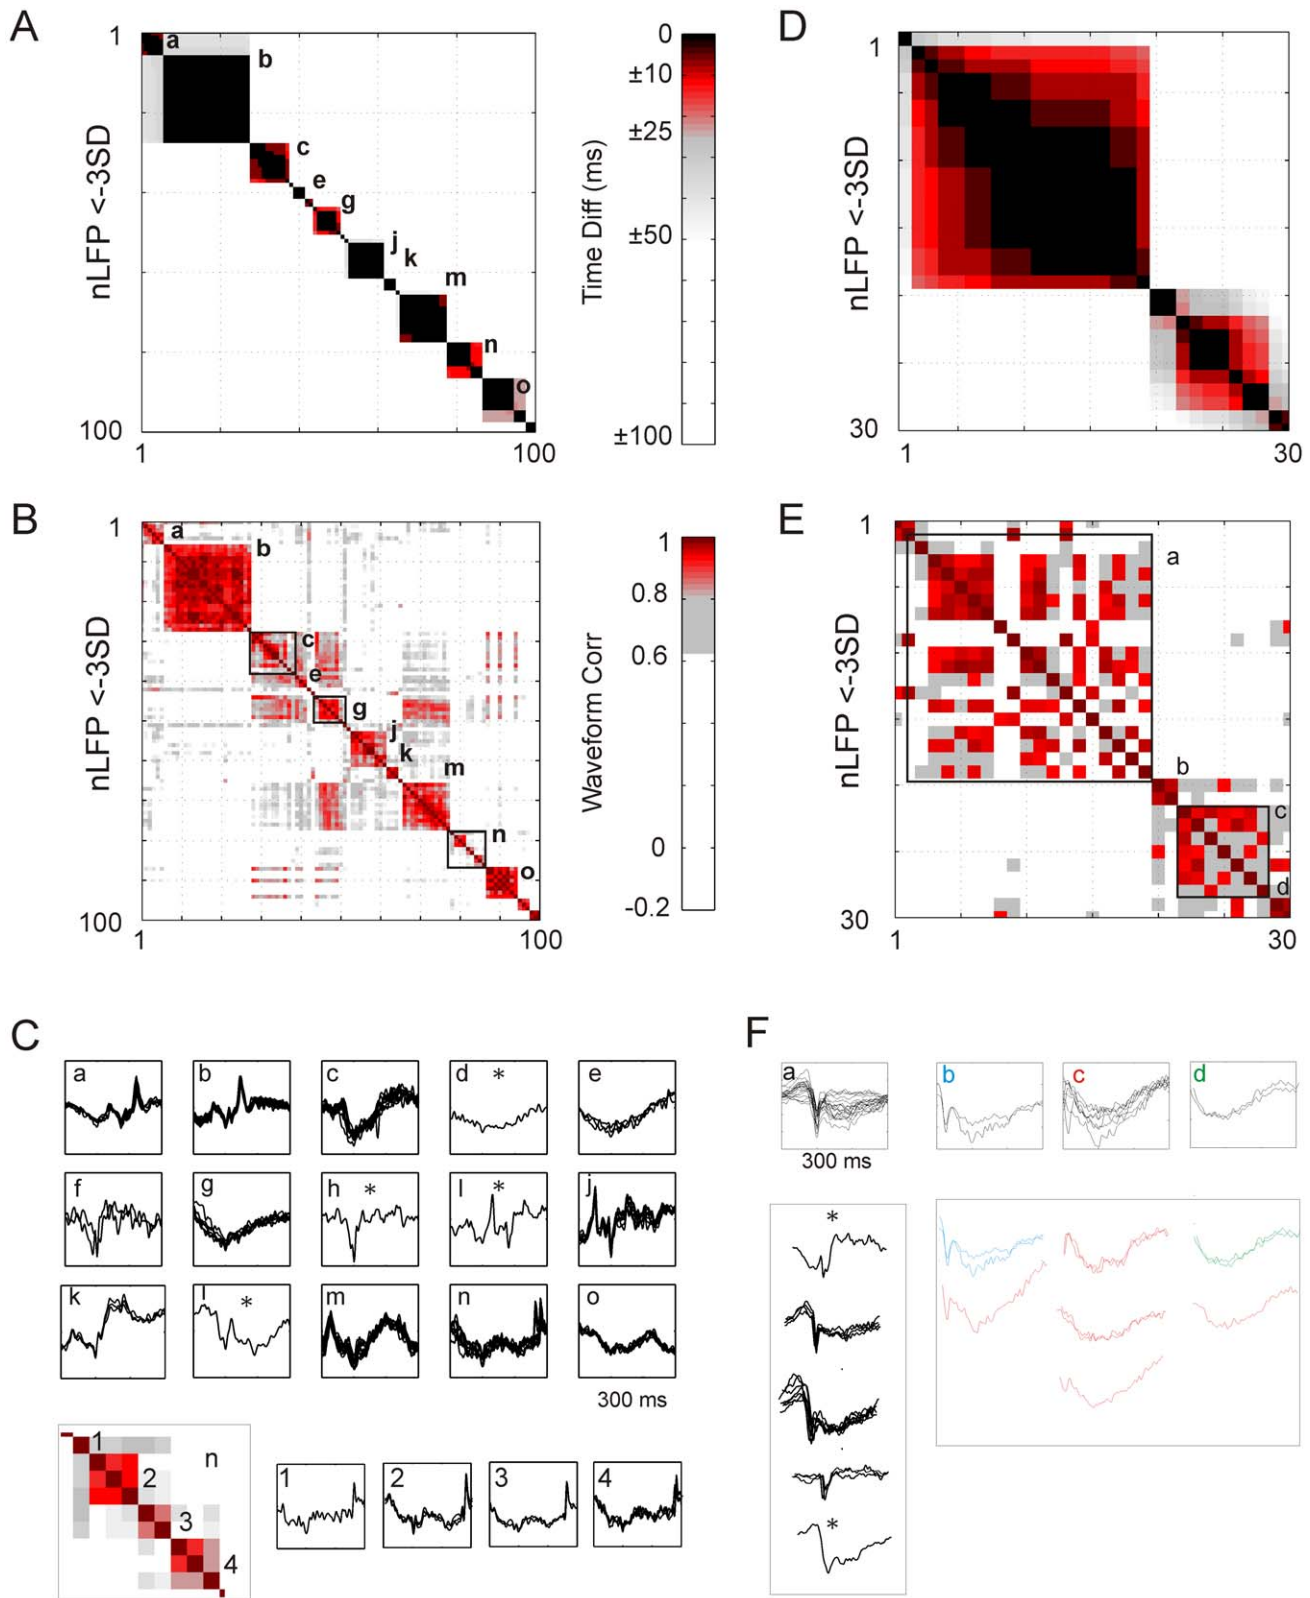 A
1
nLFP <-3SD
100
1
100
a
b
c
e
g
j
k
m
n
o
0
±10
±25
±50
±100
Time Diff (ms)
D
1
nLFP <-3SD
30
1
30
B
1
nLFP <-3SD
100
1
100
a
b
c
e
g
j
k
m
n
o
1
0.8
0.6
0
-0.2
Waveform Corr
E
1
nLFP <-3SD
30
1
30
a
b
c
d
C
a
b
c
d *
e
f
g
h *
I *
j
k
l *
m
n
o
300 ms
1
2
3
4
n
1
2
3
4
F
a
b
c
d
300 ms
*
*